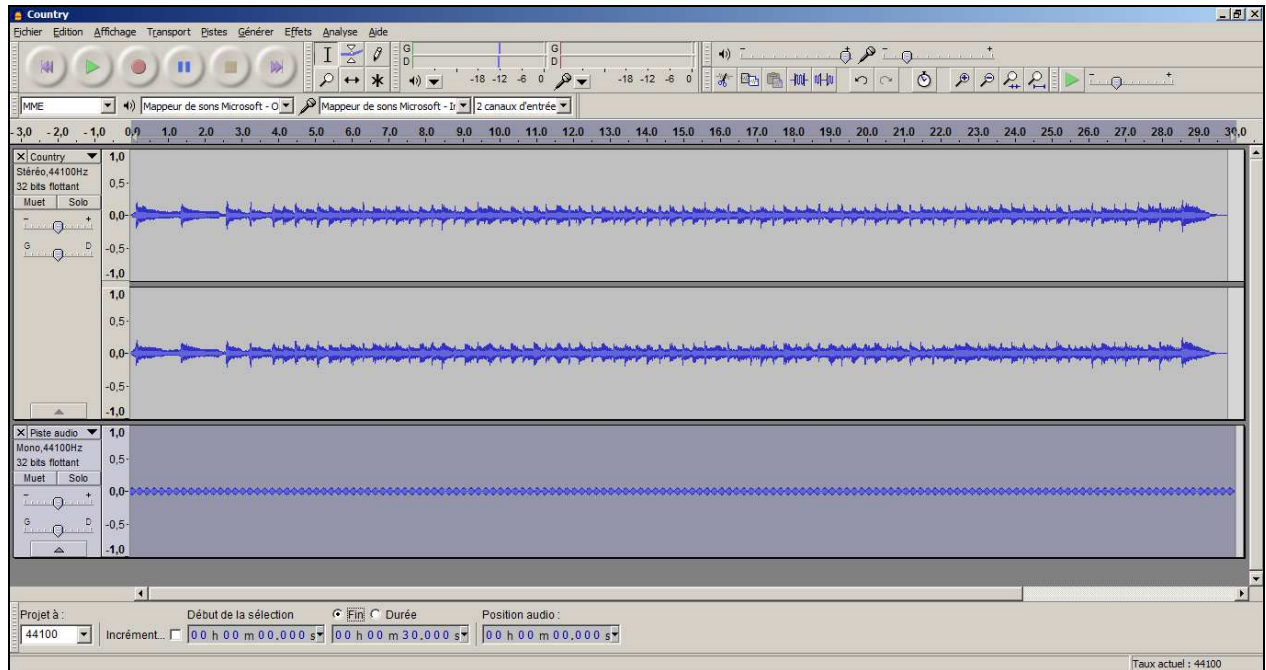 Country
Fichier Edition Affichage Transport Pistes Générer Effets Analyse Aide
G G
D D
-18 -12 -6 0 -18 -12 -6 0
MME Mappeur de sons Microsoft - O Mappeur de sons Microsoft - Ir 2 canaux d'entrée
- 3,0 - 2,0 - 1,0 0,0 1.0 2.0 3.0 4.0 5.0 6.0 7.0 8.0 9.0 10.0 11.0 12.0 13.0 14.0 15.0 16.0 17.0 18.0 19.0 20.0 21.0 22.0 23.0 24.0 25.0 26.0 27.0 28.0 29.0 30,0
Country 1,0
Stéréo,44100Hz
32 bits flottant 0,5-
Muet Solo
- + 0,0-
G D -0,5-
-1,0
1,0
0,5-
0,0-
-0,5-
-1,0
Piste audio 1,0
Mono,44100Hz
32 bits flottant 0,5-
Muet Solo
- + 0,0-
G D -0,5-
-1,0
Projet à : Début de la sélection Fin Durée Position audio :
44100 Incrément... 00 h 00 m 00.000 s 00 h 00 m 30.000 s 00 h 00 m 00.000 s
Taux actuel : 44100